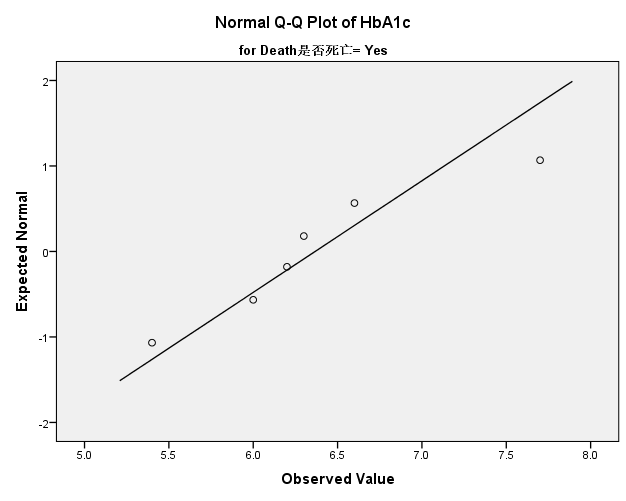 Normal Q-Q Plot of HbA1c
for Death是否死亡= Yes
Expected Normal
2
1
0
-1
-2
5.0 5.5 6.0 6.5 7.0 7.5 8.0
Observed Value